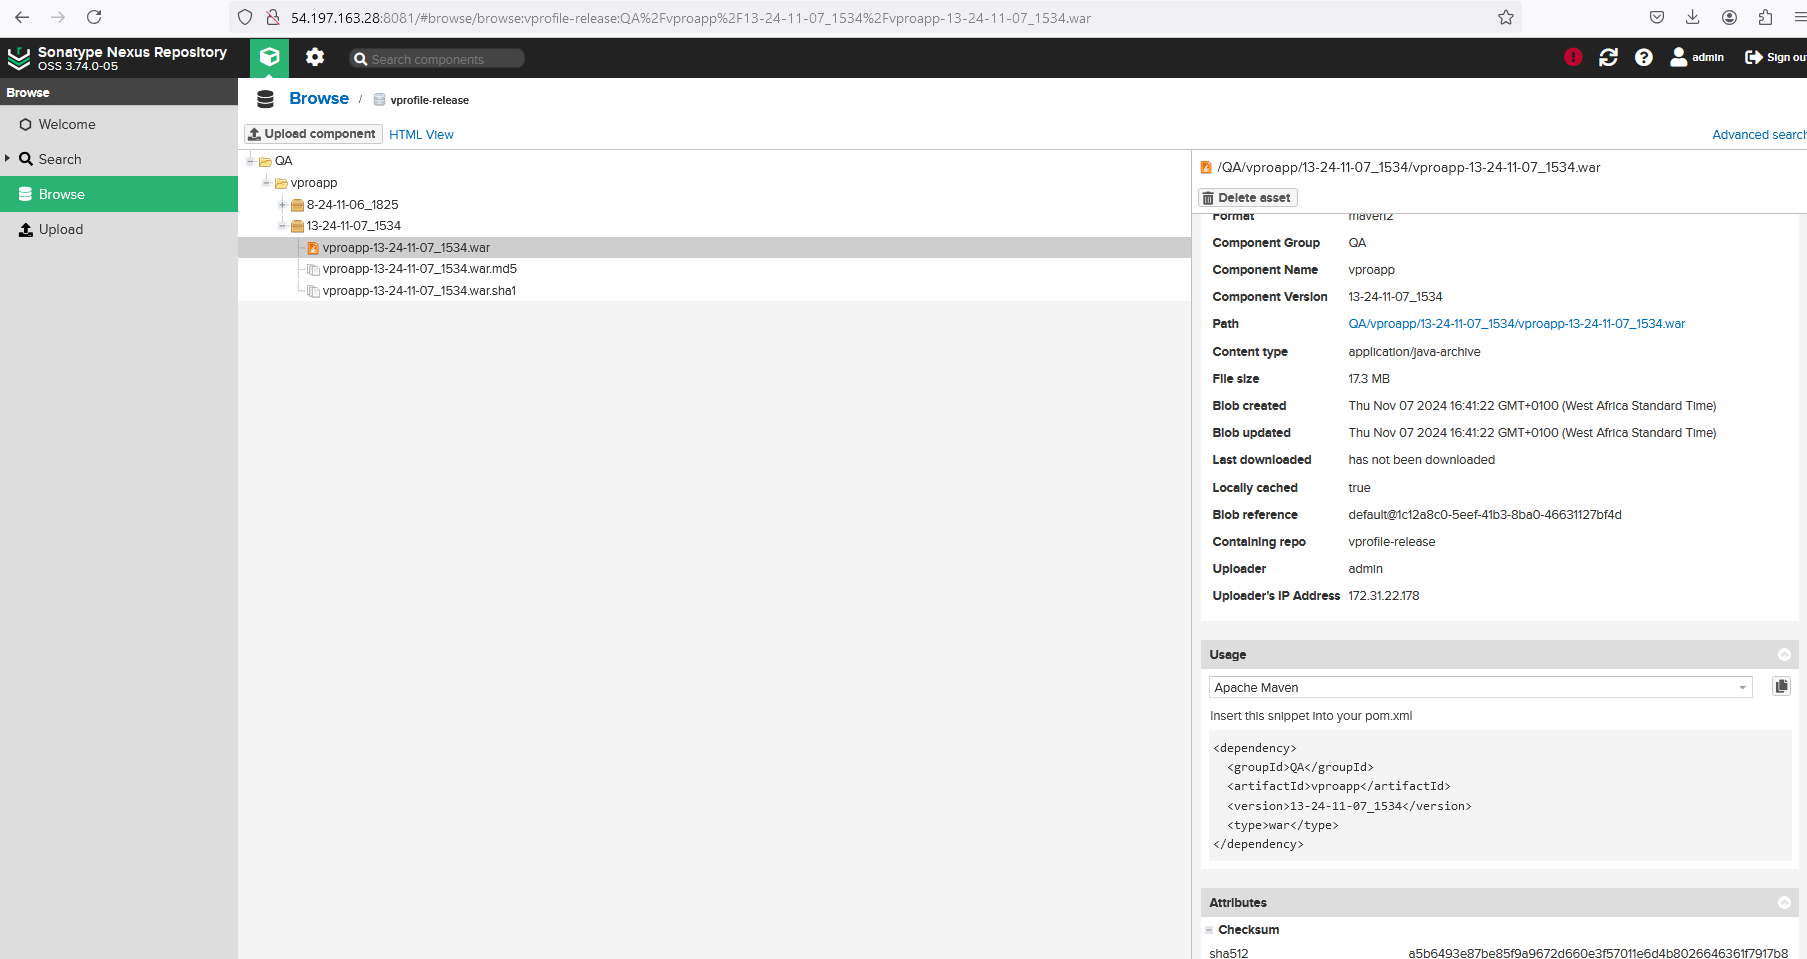 54.197.163.28:8081/#browse/browse:vprofile-release:QA%2Fvproapp%2F13-24-11-07_1534%2Fvproapp-13-24-11-07_1534.war
Sonatype Nexus Repository
OSS 3.74.0-05
Search components
admin
Sign out
Browse
Welcome
Search
Browse
Upload
Browse / vprofile-release
Upload component HTML View
Advanced search
QA
vproapp
8-24-11-06_1825
13-24-11-07_1534
vproapp-13-24-11-07_1534.war
vproapp-13-24-11-07_1534.war.md5
vproapp-13-24-11-07_1534.war.sha1
/QA/vproapp/13-24-11-07_1534/vproapp-13-24-11-07_1534.war
Delete asset
Format maven2
Component Group QA
Component Name vproapp
Component Version 13-24-11-07_1534
Path QA/vproapp/13-24-11-07_1534/vproapp-13-24-11-07_1534.war
Content type application/java-archive
File size 17.3 MB
Blob created Thu Nov 07 2024 16:41:22 GMT+0100 (West Africa Standard Time)
Blob updated Thu Nov 07 2024 16:41:22 GMT+0100 (West Africa Standard Time)
Last downloaded has not been downloaded
Locally cached true
Blob reference default@1c12a8c0-5eef-41b3-8ba0-46631127bf4d
Containing repo vprofile-release
Uploader admin
Uploader's IP Address 172.31.22.178
Usage
Apache Maven
Insert this snippet into your pom.xml
<dependency>
<groupId>QA</groupId>
<artifactId>vproapp</artifactId>
<version>13-24-11-07_1534</version>
<type>war</type>
</dependency>
Attributes
Checksum
sha512 a5b6493e87be85f9a9672d660e3f57011e6d4b8026646361f7917b8